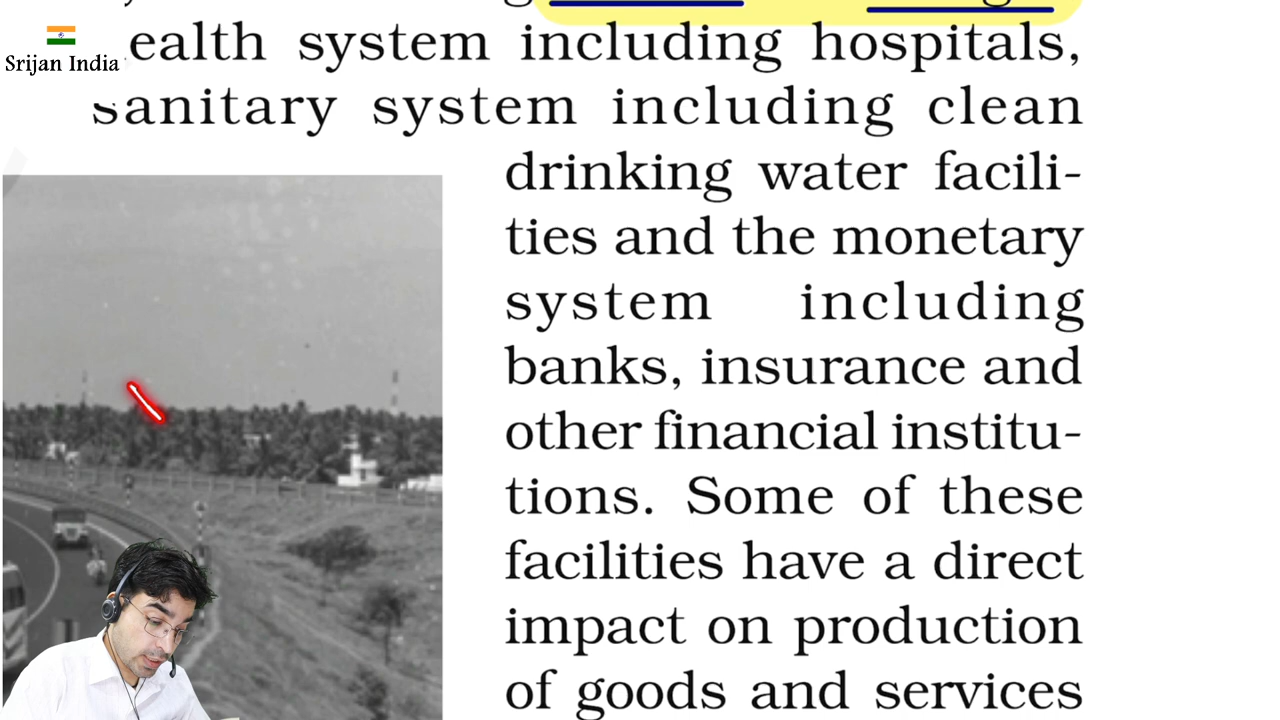 Srijan India
ealth system including hospitals,
sanitary system including clean
drinking water facili-
ties and the monetary
system including
banks, insurance and
other financial institu-
tions. Some of these
facilities have a direct
impact on production
of goods and services